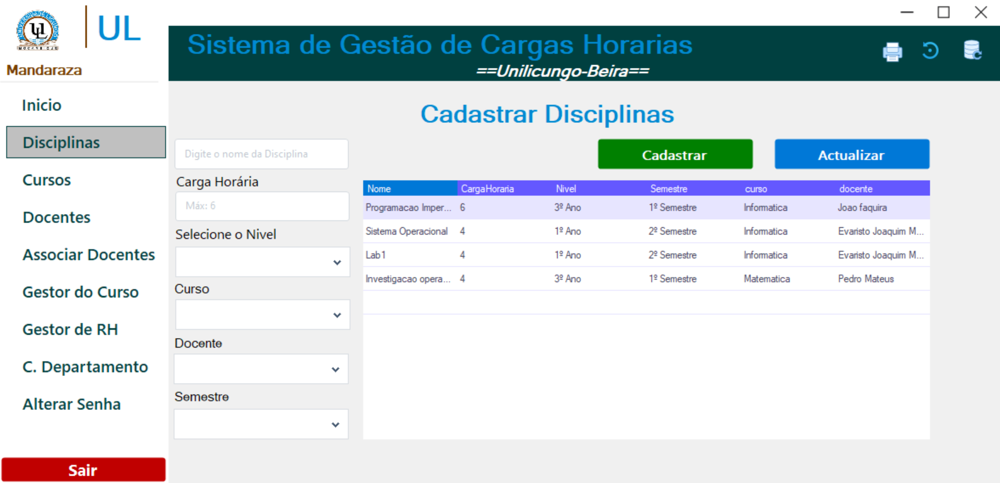 UL
MOÇAMBIQUE
UL
Mandaraza
Sistema de Gestão de Cargas Horarias
==Unilicungo-Beira==
Inicio
Disciplinas
Cursos
Docentes
Associar Docentes
Gestor do Curso
Gestor de RH
C. Departamento
Alterar Senha
Sair
Cadastrar Disciplinas
Digite o nome da Disciplina
Carga Horária
Máx: 6
Selecione o Nivel
Curso
Docente
Semestre
Cadastrar Actualizar
Nome CargaHoraria Nivel Semestre curso docente
Programacao Imper... 6 3º Ano 1º Semestre Informatica Joao faquira
Sistema Operacional 4 1º Ano 2º Semestre Informatica Evaristo Joaquim M...
Lab1 4 1º Ano 2º Semestre Informatica Evaristo Joaquim M...
Investigacao opera... 4 3º Ano 1º Semestre Matematica Pedro Mateus